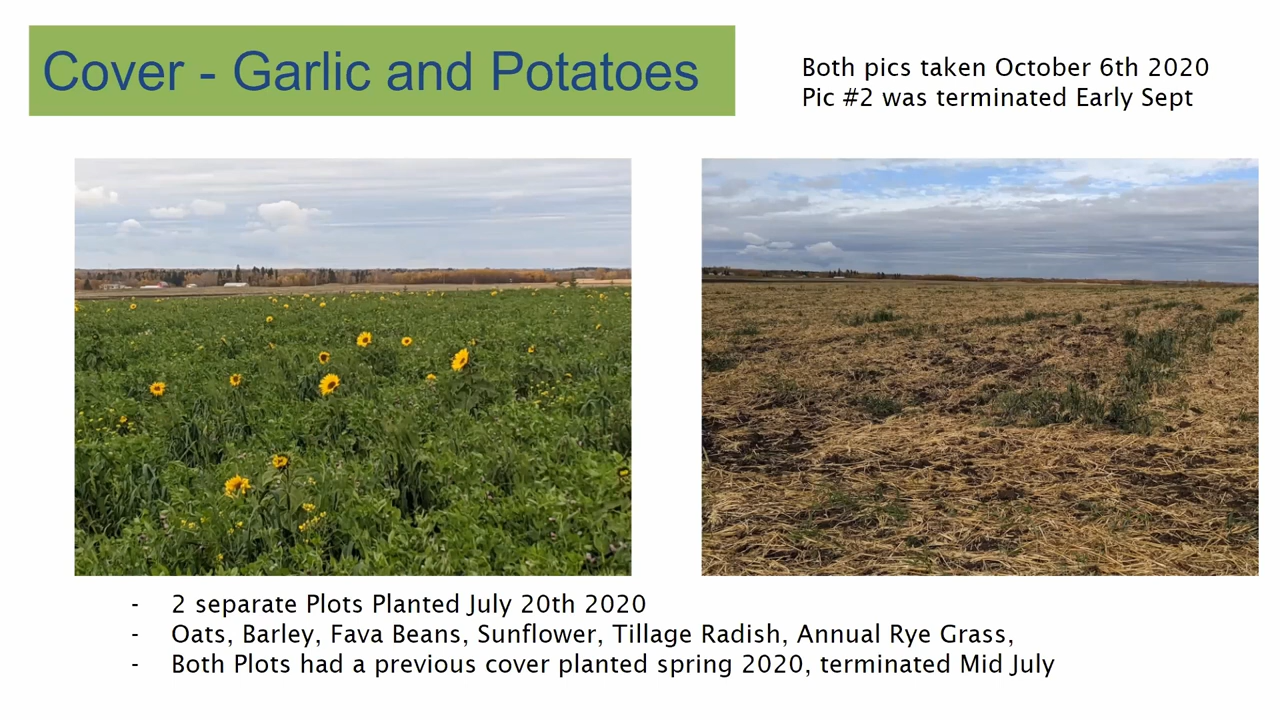 Cover - Garlic and Potatoes
Both pics taken October 6th 2020
Pic #2 was terminated Early Sept
- 2 separate Plots Planted July 20th 2020
- Oats, Barley, Fava Beans, Sunflower, Tillage Radish, Annual Rye Grass,
- Both Plots had a previous cover planted spring 2020, terminated Mid July